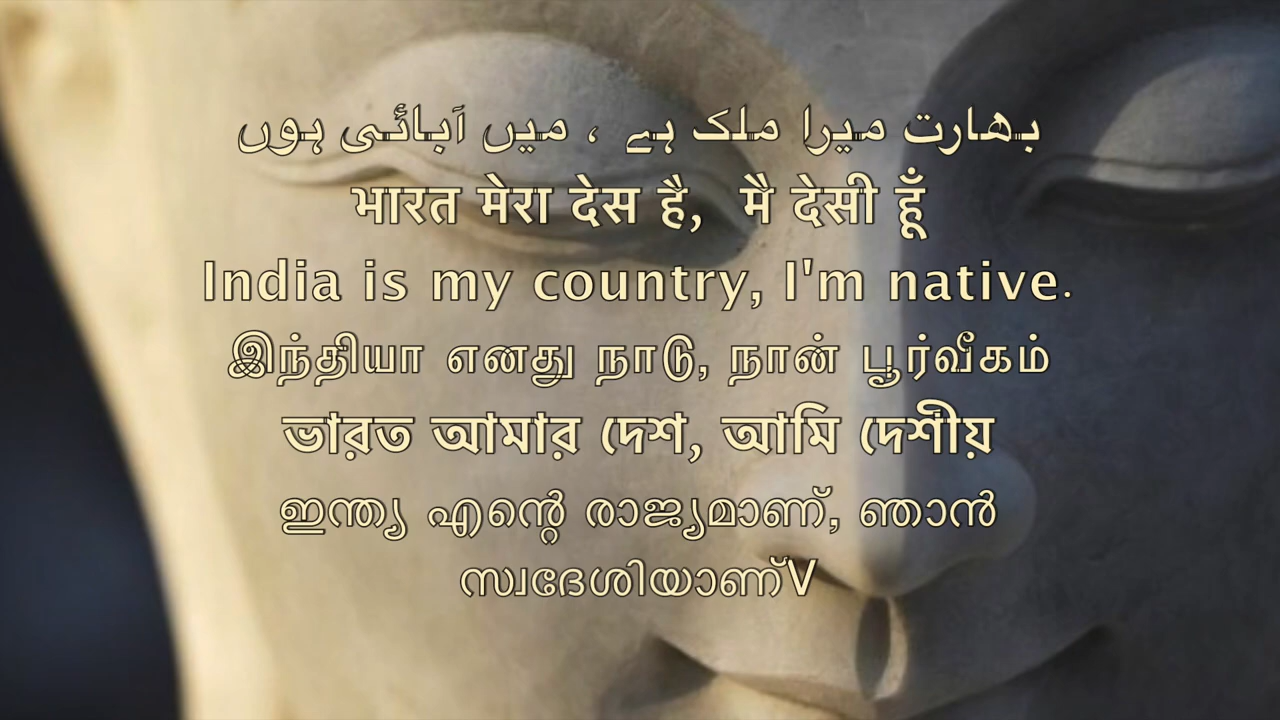 بھارت میرا ملک ہے ، میں آبائی ہوں
भारत मेरा देस है, मै देसी हूँ
India is my country, I'm native.
இந்தியா எனது நாடு, நான் பூர்வீகம்
ভারত আমার দেশ, আমি দেশীয়
ഇന്ത്യ എന്റെ രാജ്യമാണ്, ഞാൻ
സ്വദേശിയാണ്V